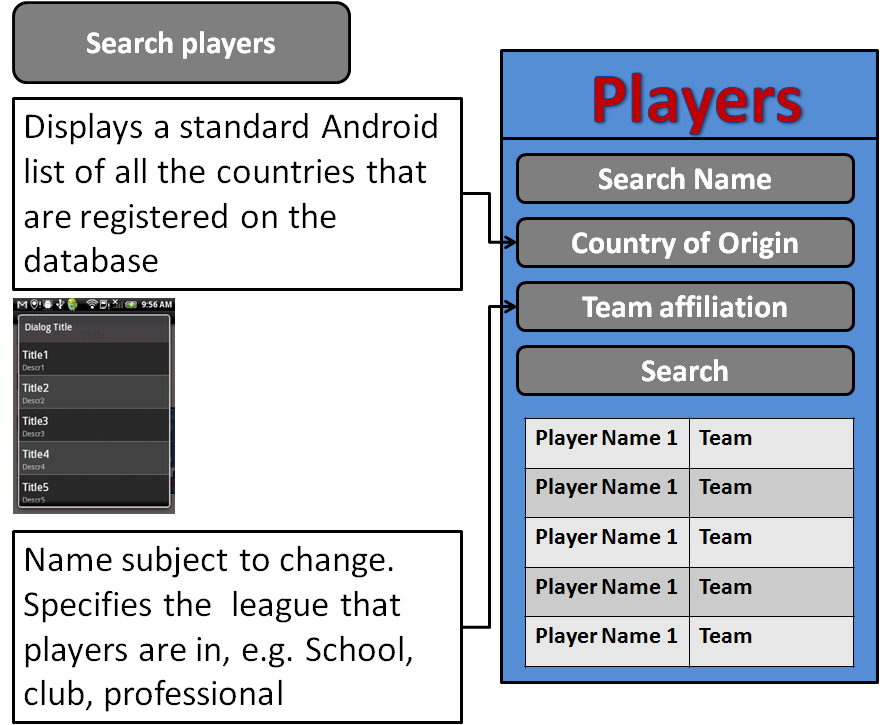 Search players
Displays a standard Android
list of all the countries that
are registered on the
database
9:56 AM
Dialog Title
Title1
Descr1
Title2
Descr2
Title3
Descr3
Title4
Descr4
Title5
Descr5
Name subject to change.
Specifies the league that
players are in, e.g. School,
club, professional
Players
Search Name
Country of Origin
Team affiliation
Search
Player Name 1 Team
Player Name 1 Team
Player Name 1 Team
Player Name 1 Team
Player Name 1 Team